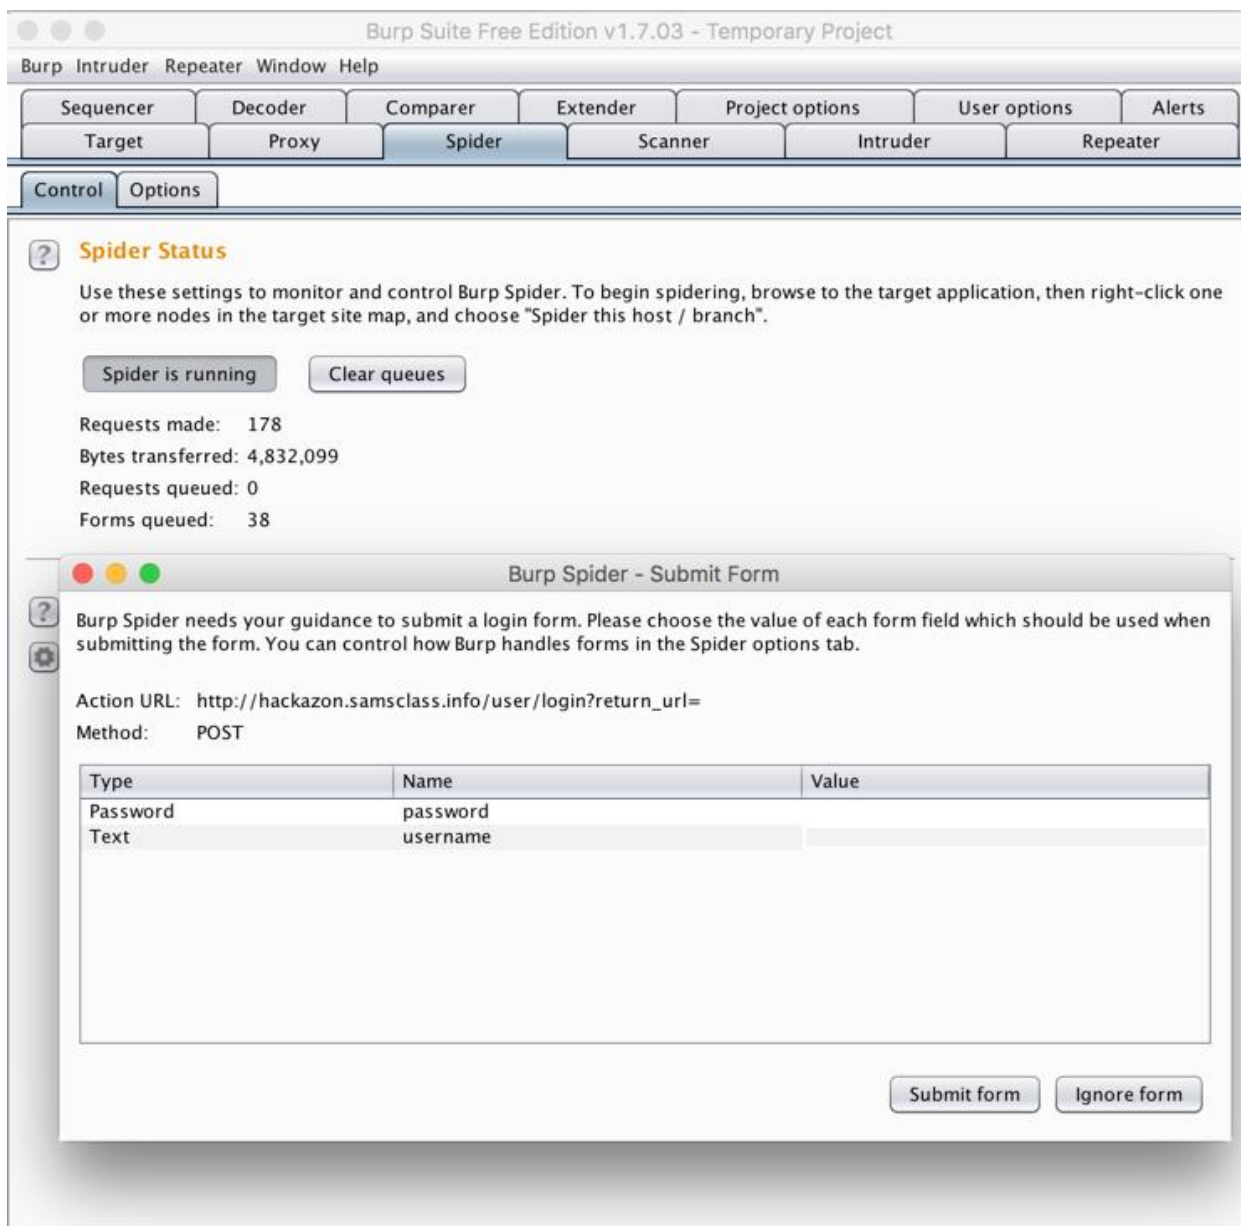 Burp Suite Free Edition v1.7.03 - Temporary Project
Burp Intruder Repeater Window Help
Sequencer Decoder Comparer Extender Project options User options Alerts
Target Proxy Spider Scanner Intruder Repeater
Control Options
? Spider Status
Use these settings to monitor and control Burp Spider. To begin spidering, browse to the target application, then right-click one
or more nodes in the target site map, and choose "Spider this host / branch".
Spider is running Clear queues
Requests made: 178
Bytes transferred: 4,832,099
Requests queued: 0
Forms queued: 38
Burp Spider - Submit Form
?
Burp Spider needs your guidance to submit a login form. Please choose the value of each form field which should be used when
submitting the form. You can control how Burp handles forms in the Spider options tab.
Action URL: http://hackazon.samsclass.info/user/login?return_url=
Method: POST
Type Name Value
Password password
Text username
Submit form Ignore form